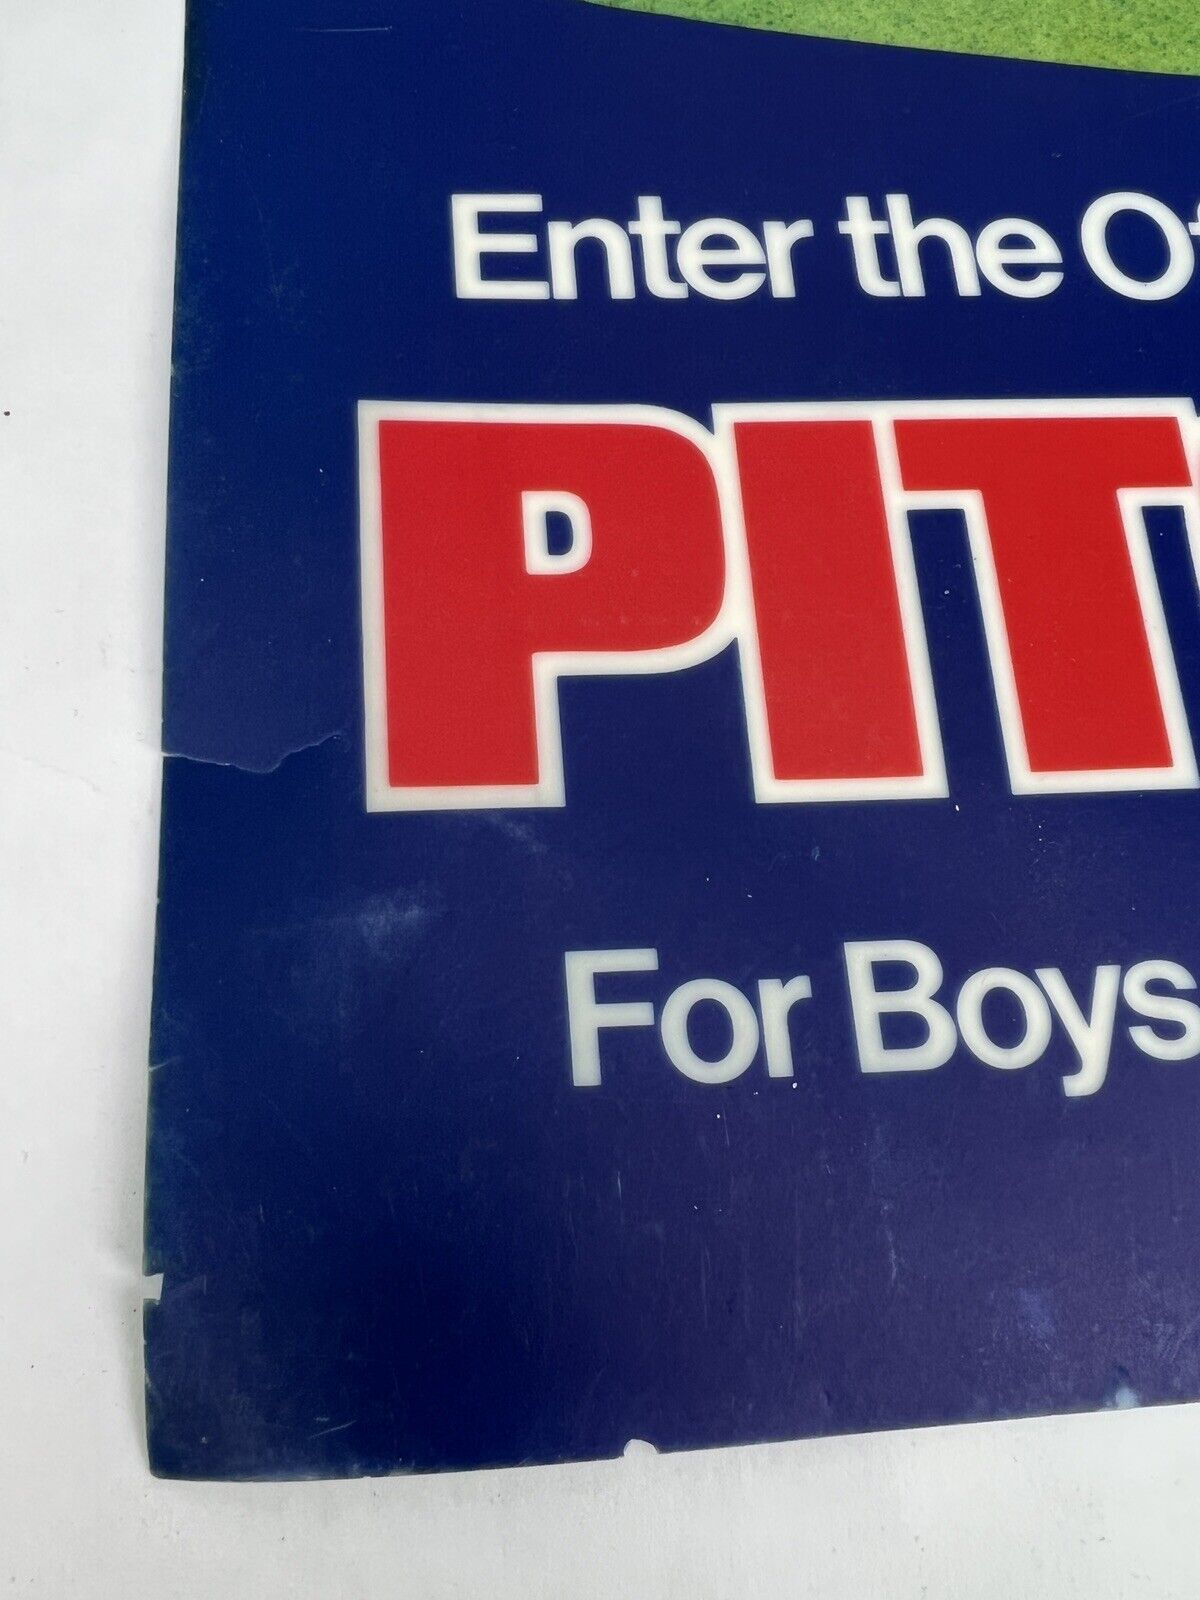 Enter the Of
PIT
For Boys